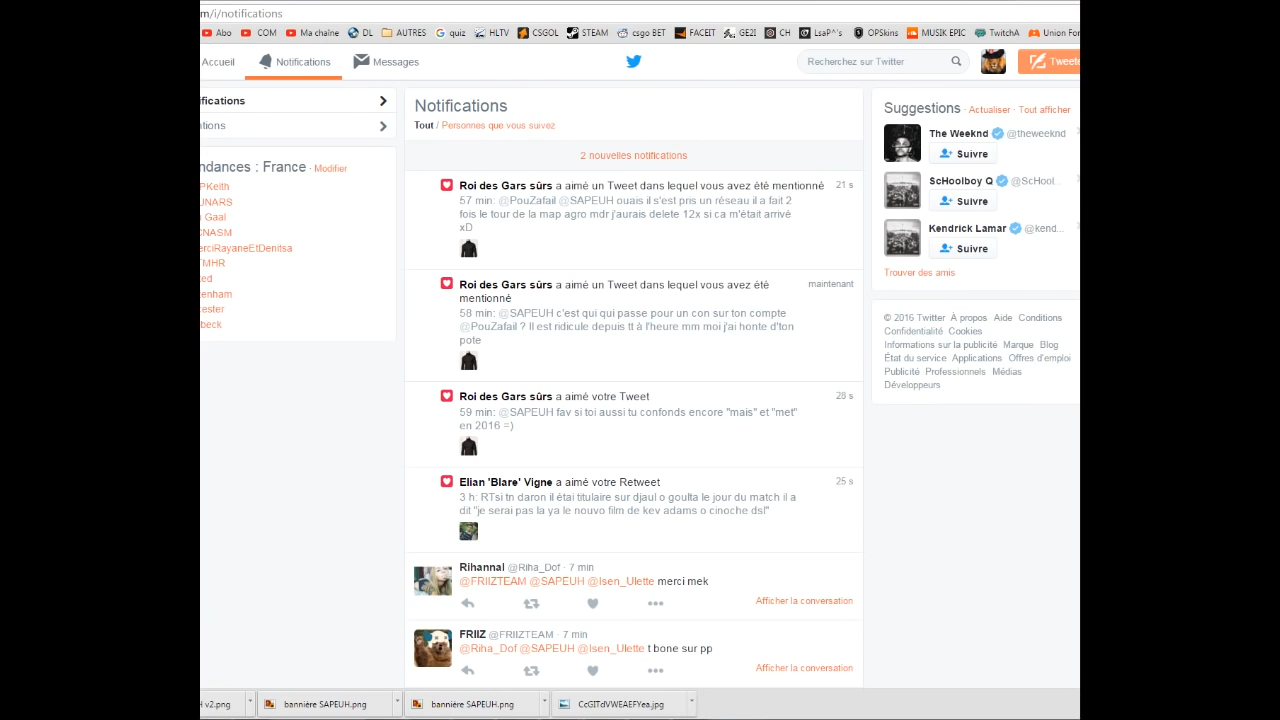 m/i/notifications
Abo COM Ma chaîne DL AUTRES quiz HLTV CSGOL STEAM csgo BET FACEIT GE2I CH LsaP^'s OPSkins MUSIK EPIC TwitchA Union For
Accueil Notifications Messages Recherchez sur Twitter Tweete
ifications
tions
ndances : France · Modifier
PKeith
UNARS
Gaal
CNASM
erciRayaneEtDenitsa
TMHR
ed
enham
ester
beck
Notifications
Tout / Personnes que vous suivez
2 nouvelles notifications
Roi des Gars sûrs a aimé un Tweet dans lequel vous avez été mentionné 21 s
57 min: @PouZafail @SAPEUH ouais il s'est pris un réseau il a fait 2
fois le tour de la map agro mdr j'aurais delete 12x si ca m'était arrivé
xD
Roi des Gars sûrs a aimé un Tweet dans lequel vous avez été maintenant
mentionné
58 min: @SAPEUH c'est qui qui passe pour un con sur ton compte
@PouZafail ? Il est ridicule depuis tt à l'heure mm moi j'ai honte d'ton
pote
Roi des Gars sûrs a aimé votre Tweet 28 s
59 min: @SAPEUH fav si toi aussi tu confonds encore "mais" et "met"
en 2016 =)
Elian 'Blare' Vigne a aimé votre Retweet 25 s
3 h: RTsi tn daron il étai titulaire sur djaul o goulta le jour du match il a
dit "je serai pas la ya le nouvo film de kev adams o cinoche dsl"
Rihannal @Riha_Dof · 7 min
@FRIIZTEAM @SAPEUH @Isen_Ulette merci mek
Afficher la conversation
FRIIZ @FRIIZTEAM · 7 min
@Riha_Dof @SAPEUH @Isen_Ulette t bone sur pp
Afficher la conversation
Suggestions · Actualiser · Tout afficher
The Weeknd @theweeknd
Suivre
ScHoolboy Q @ScHool...
Suivre
Kendrick Lamar @kend...
Suivre
Trouver des amis
© 2016 Twitter À propos Aide Conditions
Confidentialité Cookies
Informations sur la publicité Marque Blog
État du service Applications Offres d'emploi
Publicité Professionnels Médias
Développeurs
H v2.png bannière SAPEUH.png bannière SAPEUH.png CcGITdVWEAEFYea.jpg